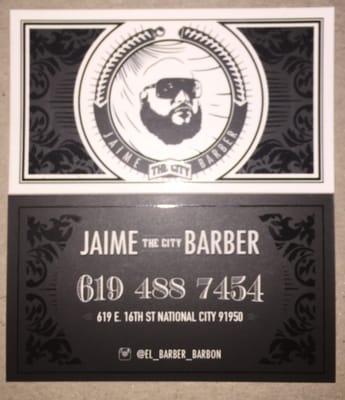 JAIME BARBER
THE CITY
JAIME THE CITY BARBER
619 488 7454
619 E. 16TH ST NATIONAL CITY 91950
@EL_BARBER_BARBON